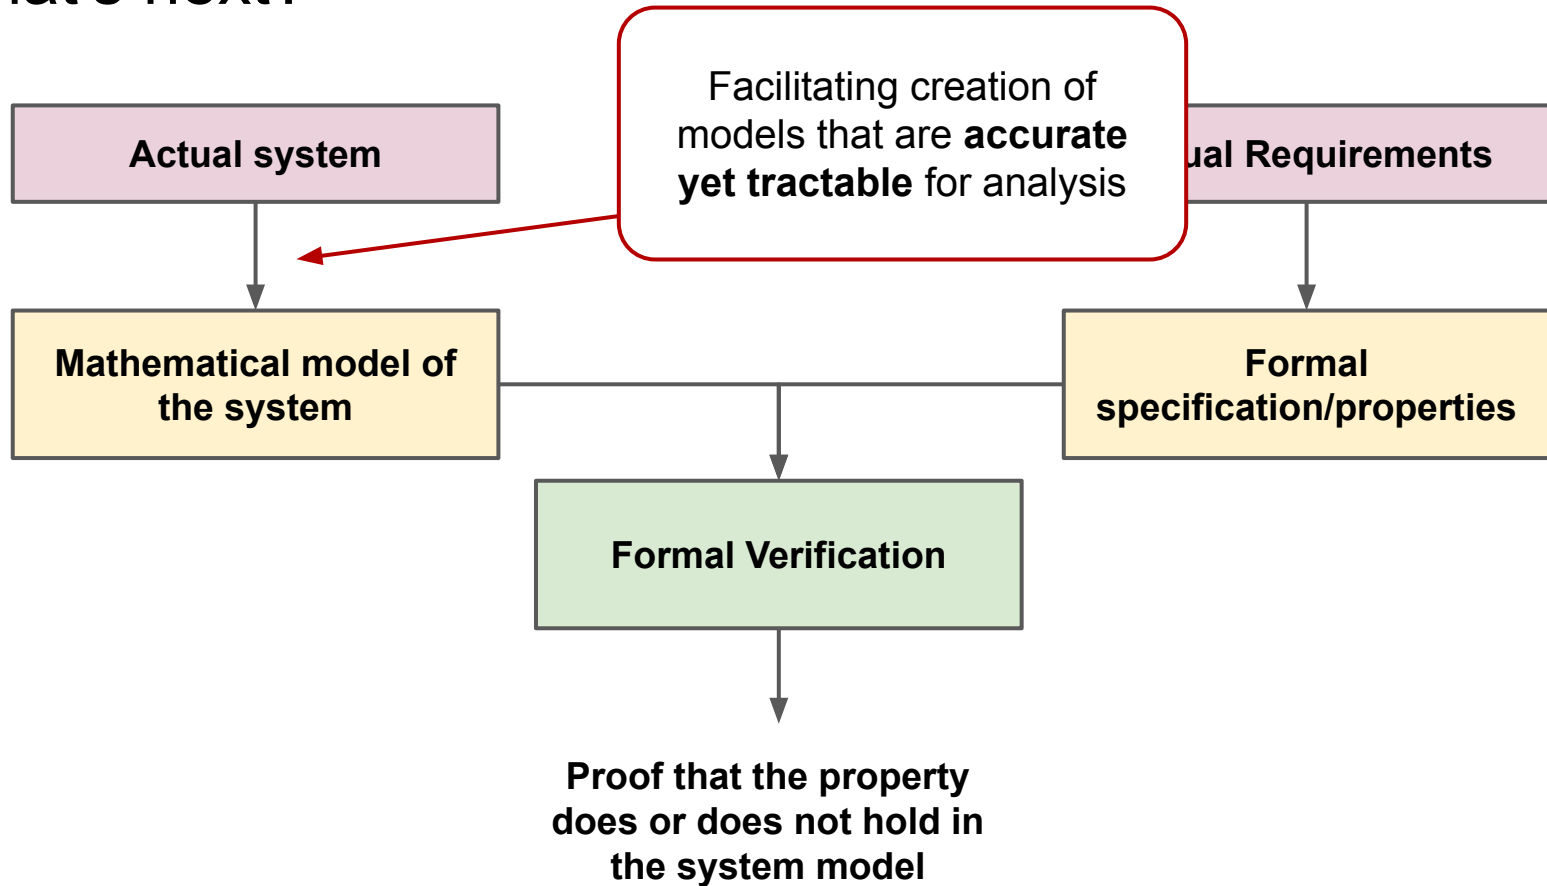 Facilitating creation of
models that are accurate
yet tractable for analysis
Actual system
Requirements
Mathematical model of
the system
Formal
specification/properties
Formal Verification
Proof that the property
does or does not hold in
the system model